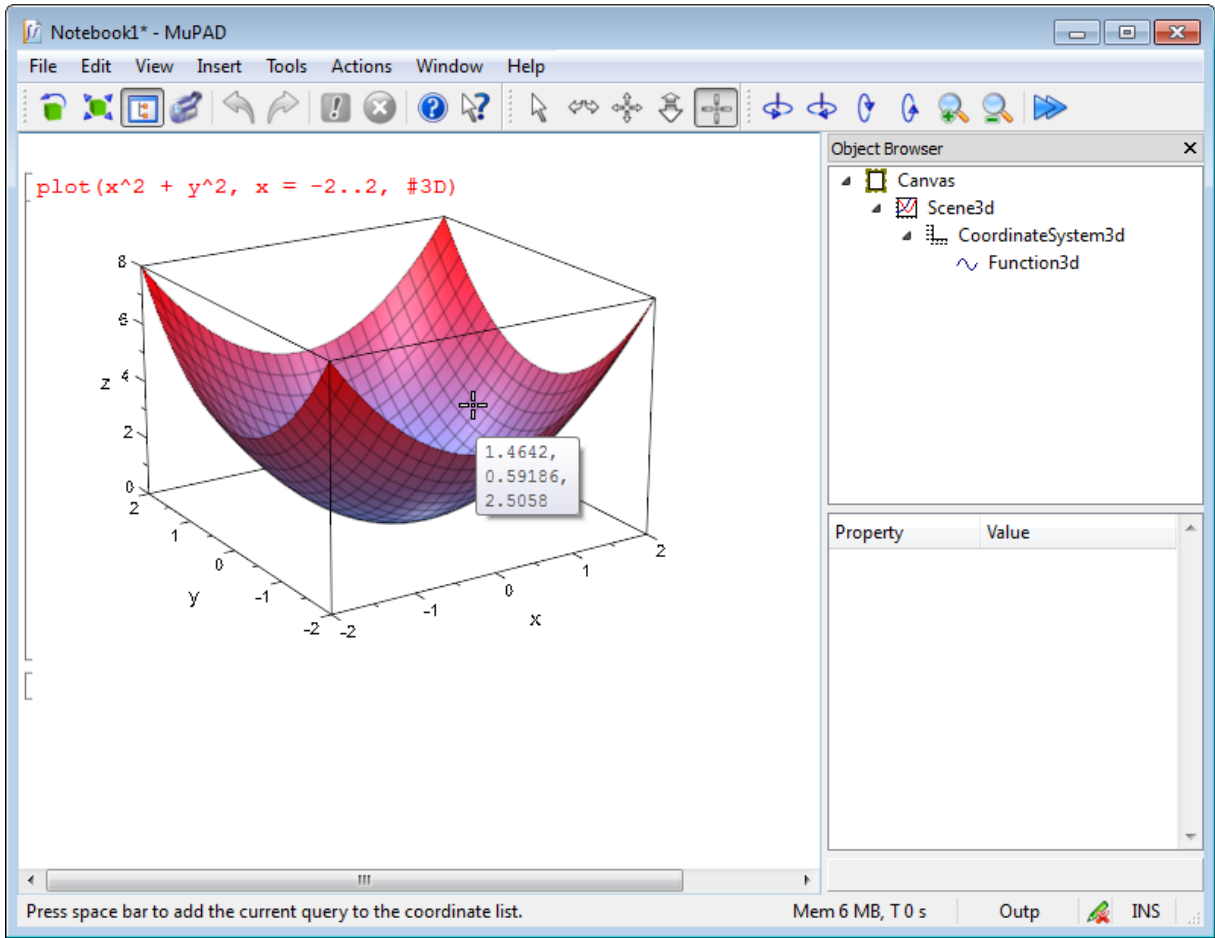 Notebook1* - MuPAD
File Edit View Insert Tools Actions Window Help
Object Browser
Canvas
Scene3d
CoordinateSystem3d
Function3d
plot(x^2 + y^2, x = -2..2, #3D)
8
6
z 4
2
0
2
1
0
y -1
-2 -2
-1
0
x
1
2
1.4642,
0.59186,
2.5058
Property Value
Press space bar to add the current query to the coordinate list. Mem 6 MB, T 0 s Outp INS